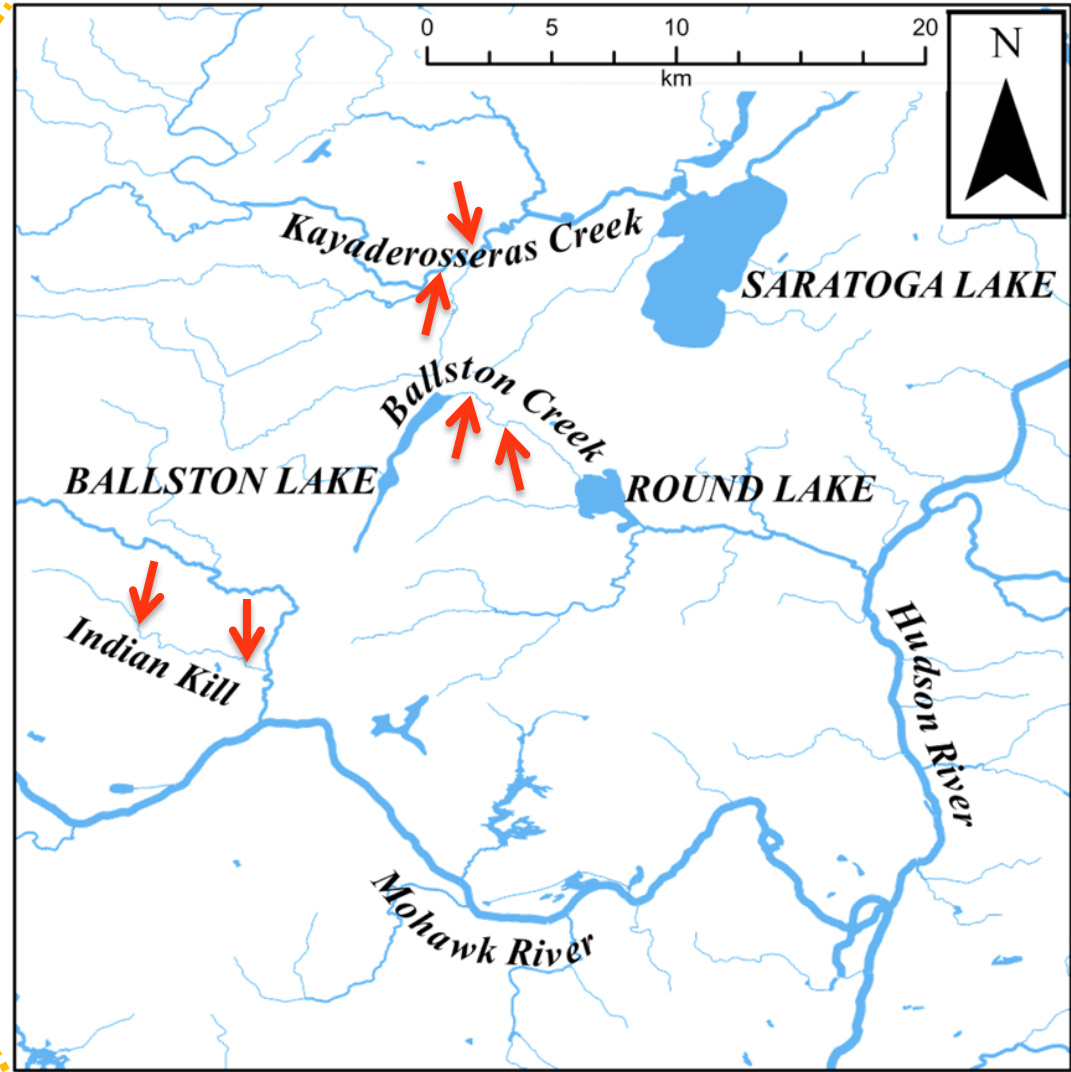 0 5 10 20
km
N
Kayaderosseras Creek
SARATOGA LAKE
Ballston Creek
BALLSTON LAKE
ROUND LAKE
Indian Kill
Hudson River
Mohawk River